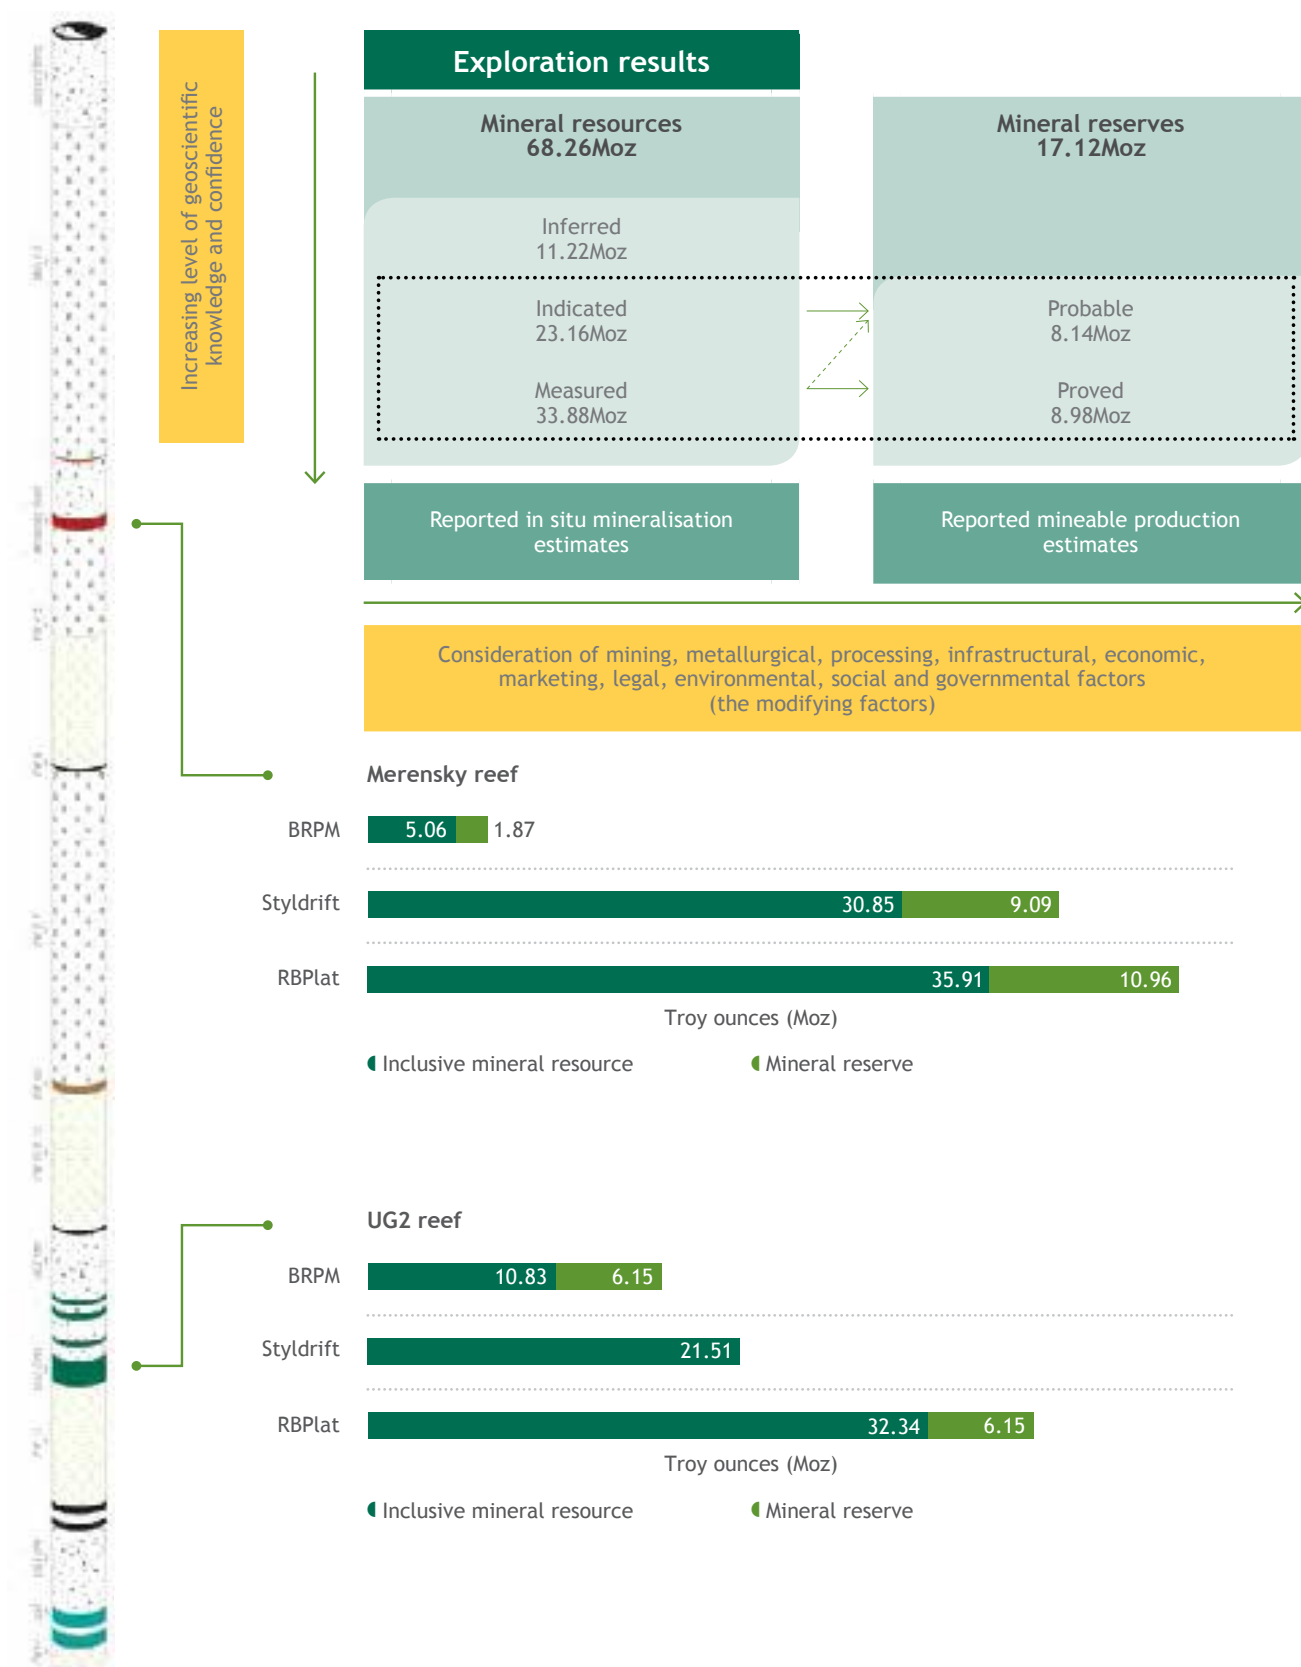 Increasing level of geoscientific
knowledge and confidence
Exploration results
Mineral resources
68.26Moz
Inferred
11.22Moz
Indicated
23.16Moz
Measured
33.88Moz
Mineral reserves
17.12Moz
Probable
8.14Moz
Proved
8.98Moz
Reported in situ mineralisation
estimates
Reported mineable production
estimates
Consideration of mining, metallurgical, processing, infrastructural, economic,
marketing, legal, environmental, social and governmental factors
(the modifying factors)
Merensky reef
BRPM 5.06 1.87
Styldrift 30.85 9.09
RBPlat 35.91 10.96
Troy ounces (Moz)
Inclusive mineral resource Mineral reserve
UG2 reef
BRPM 10.83 6.15
Styldrift 21.51
RBPlat 32.34 6.15
Troy ounces (Moz)
Inclusive mineral resource Mineral reserve